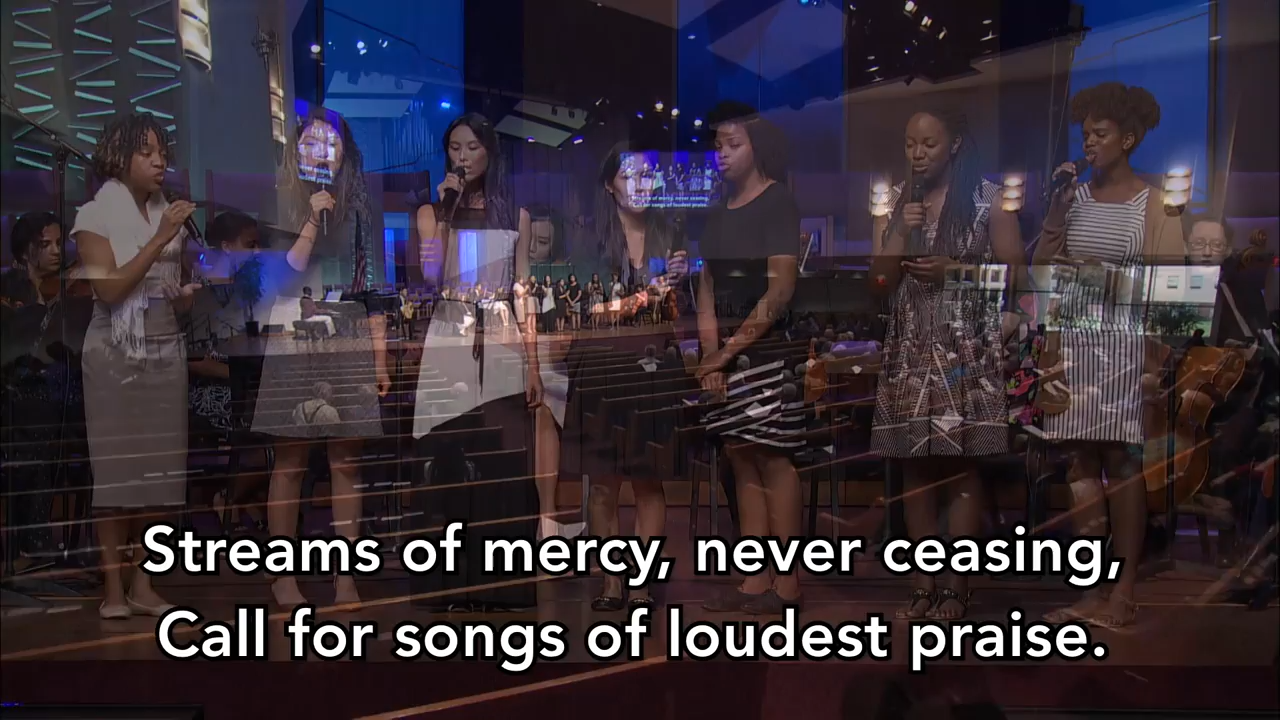 Streams of mercy, never ceasing,
Call for songs of loudest praise.